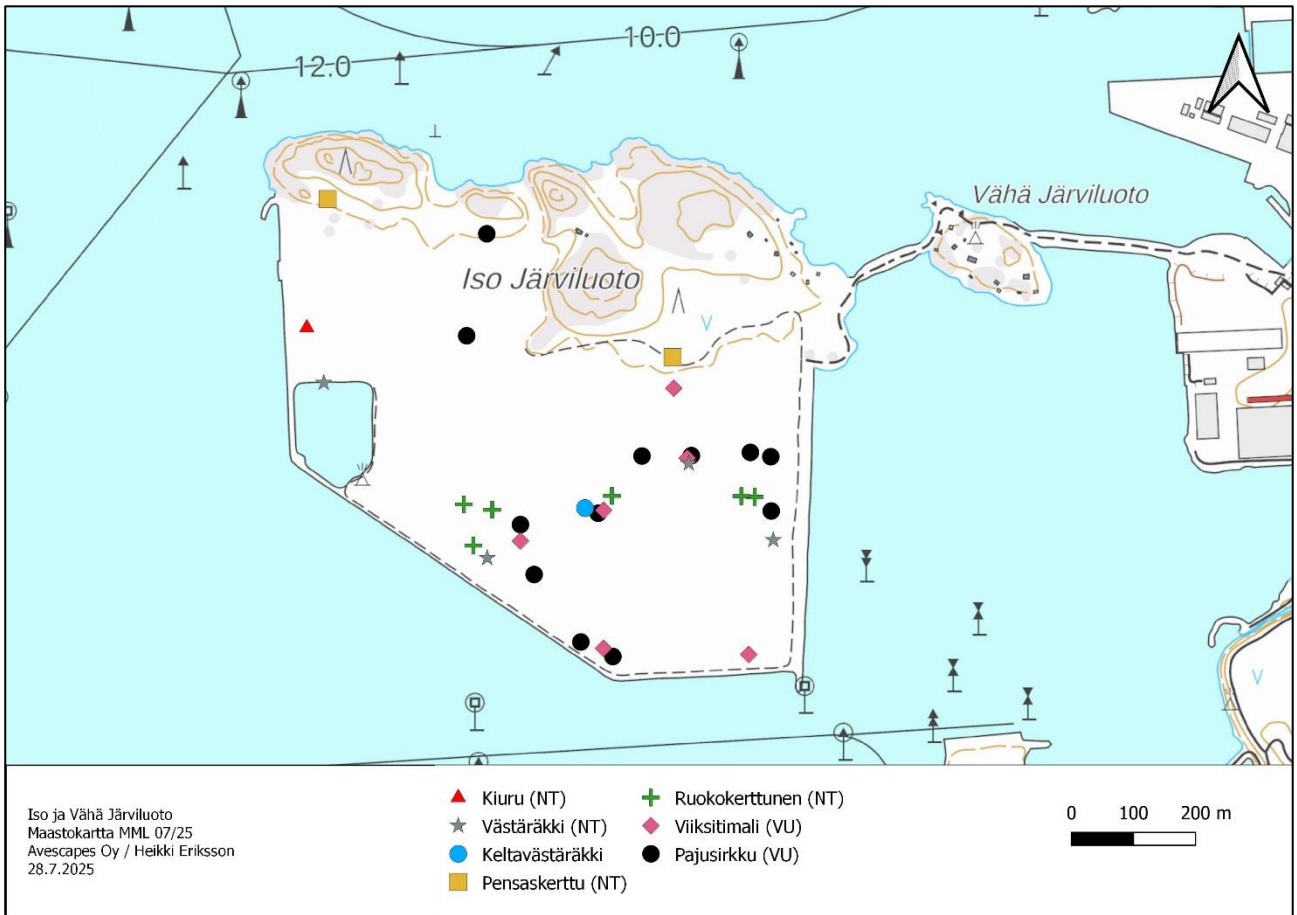 10.0
12.0
Vähä Järviluoto
Iso Järviluoto
Iso ja Vähä Järviluoto
Maastokartta MML 07/25
Avescapes Oy / Heikki Eriksson
28.7.2025
Kiuru (NT)
Västäräkki (NT)
Keltavästäräkki
Pensaskerttu (NT)
Ruokokerttunen (NT)
Viiksitimali (VU)
Pajusirkku (VU)
0 100 200 m